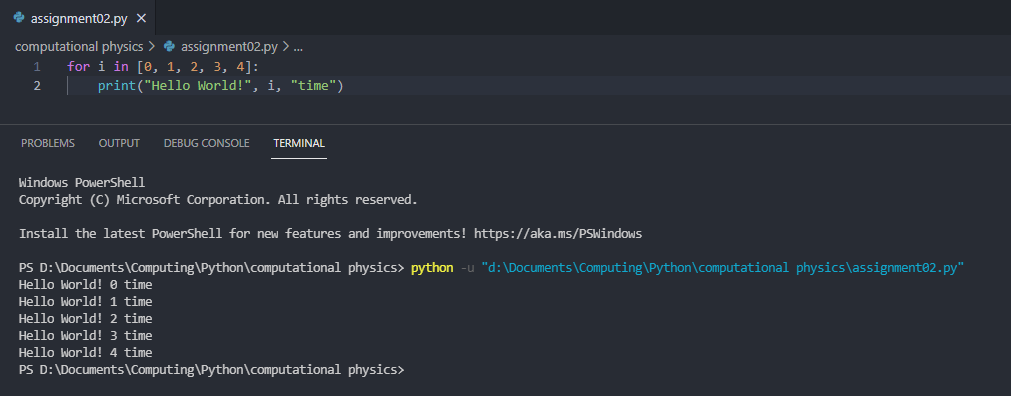 assignment02.py ×
computational physics > assignment02.py > ...
1 for i in [0, 1, 2, 3, 4]:
2     print("Hello World!", i, "time")
PROBLEMS OUTPUT DEBUG CONSOLE TERMINAL
Windows PowerShell
Copyright (C) Microsoft Corporation. All rights reserved.
Install the latest PowerShell for new features and improvements! https://aka.ms/PSWindows
PS D:\Documents\Computing\Python\computational physics> python -u "d:\Documents\Computing\Python\computational physics\assignment02.py"
Hello World! 0 time
Hello World! 1 time
Hello World! 2 time
Hello World! 3 time
Hello World! 4 time
PS D:\Documents\Computing\Python\computational physics>